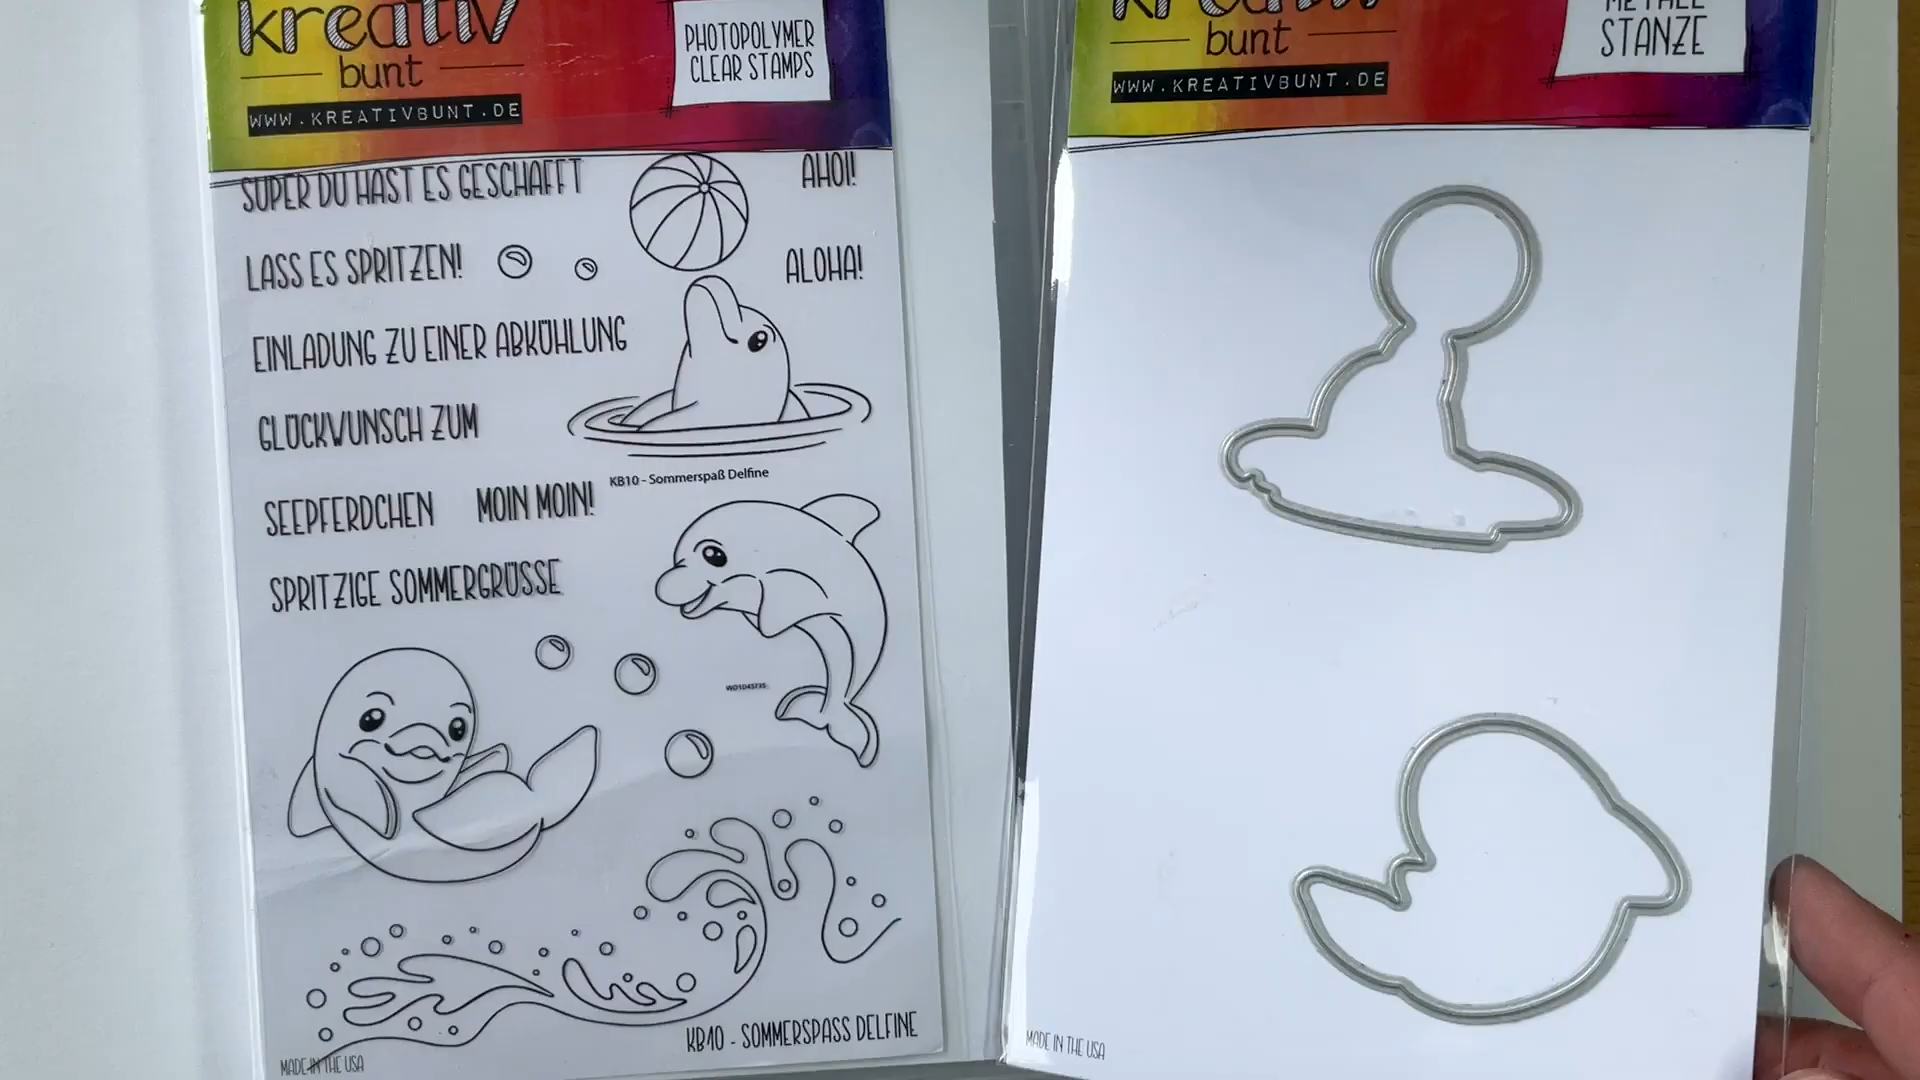 kreativ
bunt
WWW.KREATIVBUNT.DE
PHOTOPOLYMER
CLEAR STAMPS
SUPER DU HAST ES GESCHAFFT
AHOI!
LASS ES SPRITZEN!
ALOHA!
EINLADUNG ZU EINER ABKÜHLUNG
GLÜCKWUNSCH ZUM
KB10 - Sommerspaß Delfine
SEEPFERDCHEN
MOIN MOIN!
SPRITZIGE SOMMERGRÜSSE
KB10 - SOMMERSPASS DELFINE
MADE IN THE USA
kreativ
bunt
WWW.KREATIVBUNT.DE
METALL
STANZE
MADE IN THE USA